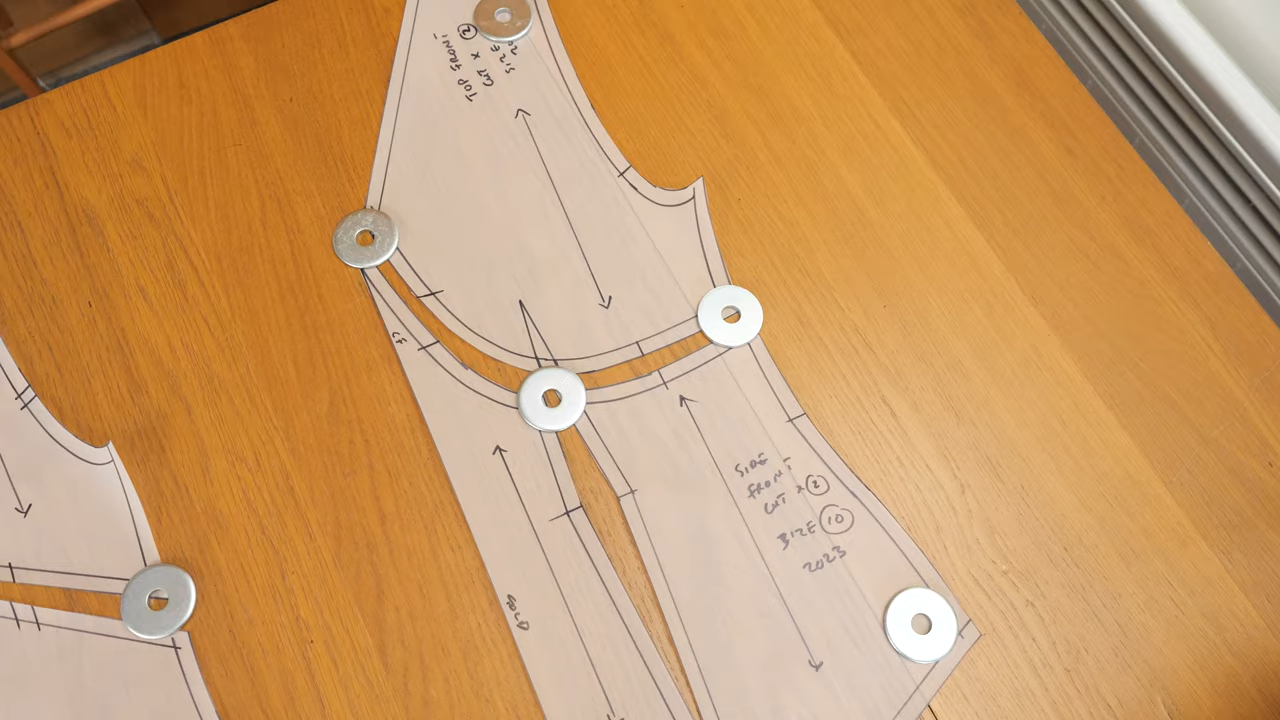 TOP FRONT
CUT X 2
SIZE
CF
SIDE
FRONT
CUT X 2
SIZE 10
2023
FOLD